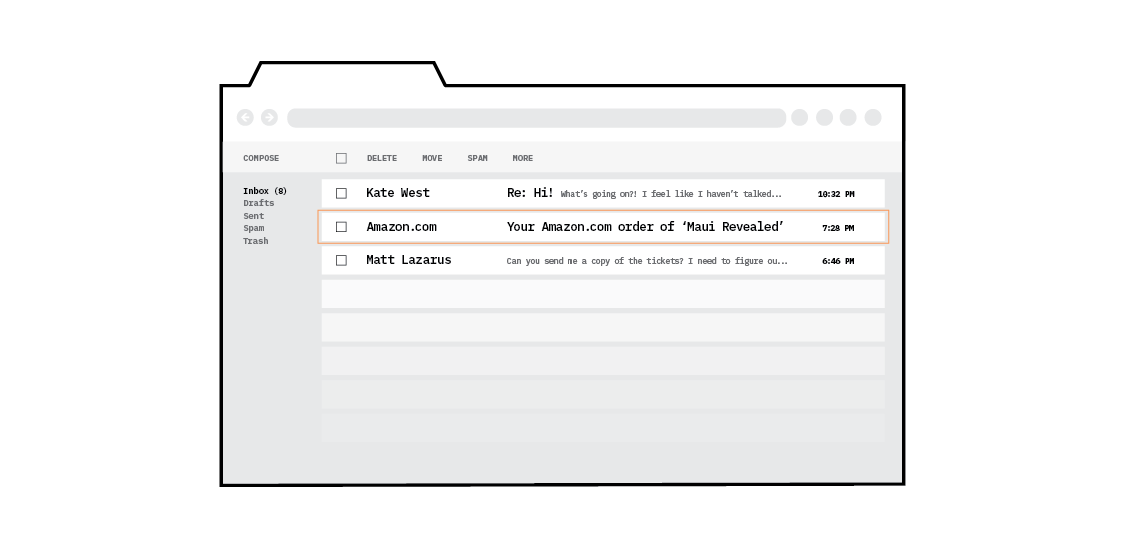 COMPOSE DELETE MOVE SPAM MORE
Inbox (8)
Drafts
Sent
Spam
Trash
Kate West Re: Hi! What’s going on?! I feel like I haven’t talked... 10:32 PM
Amazon.com Your Amazon.com order of ‘Maui Revealed’ 7:28 PM
Matt Lazarus Can you send me a copy of the tickets? I need to figure ou... 6:46 PM